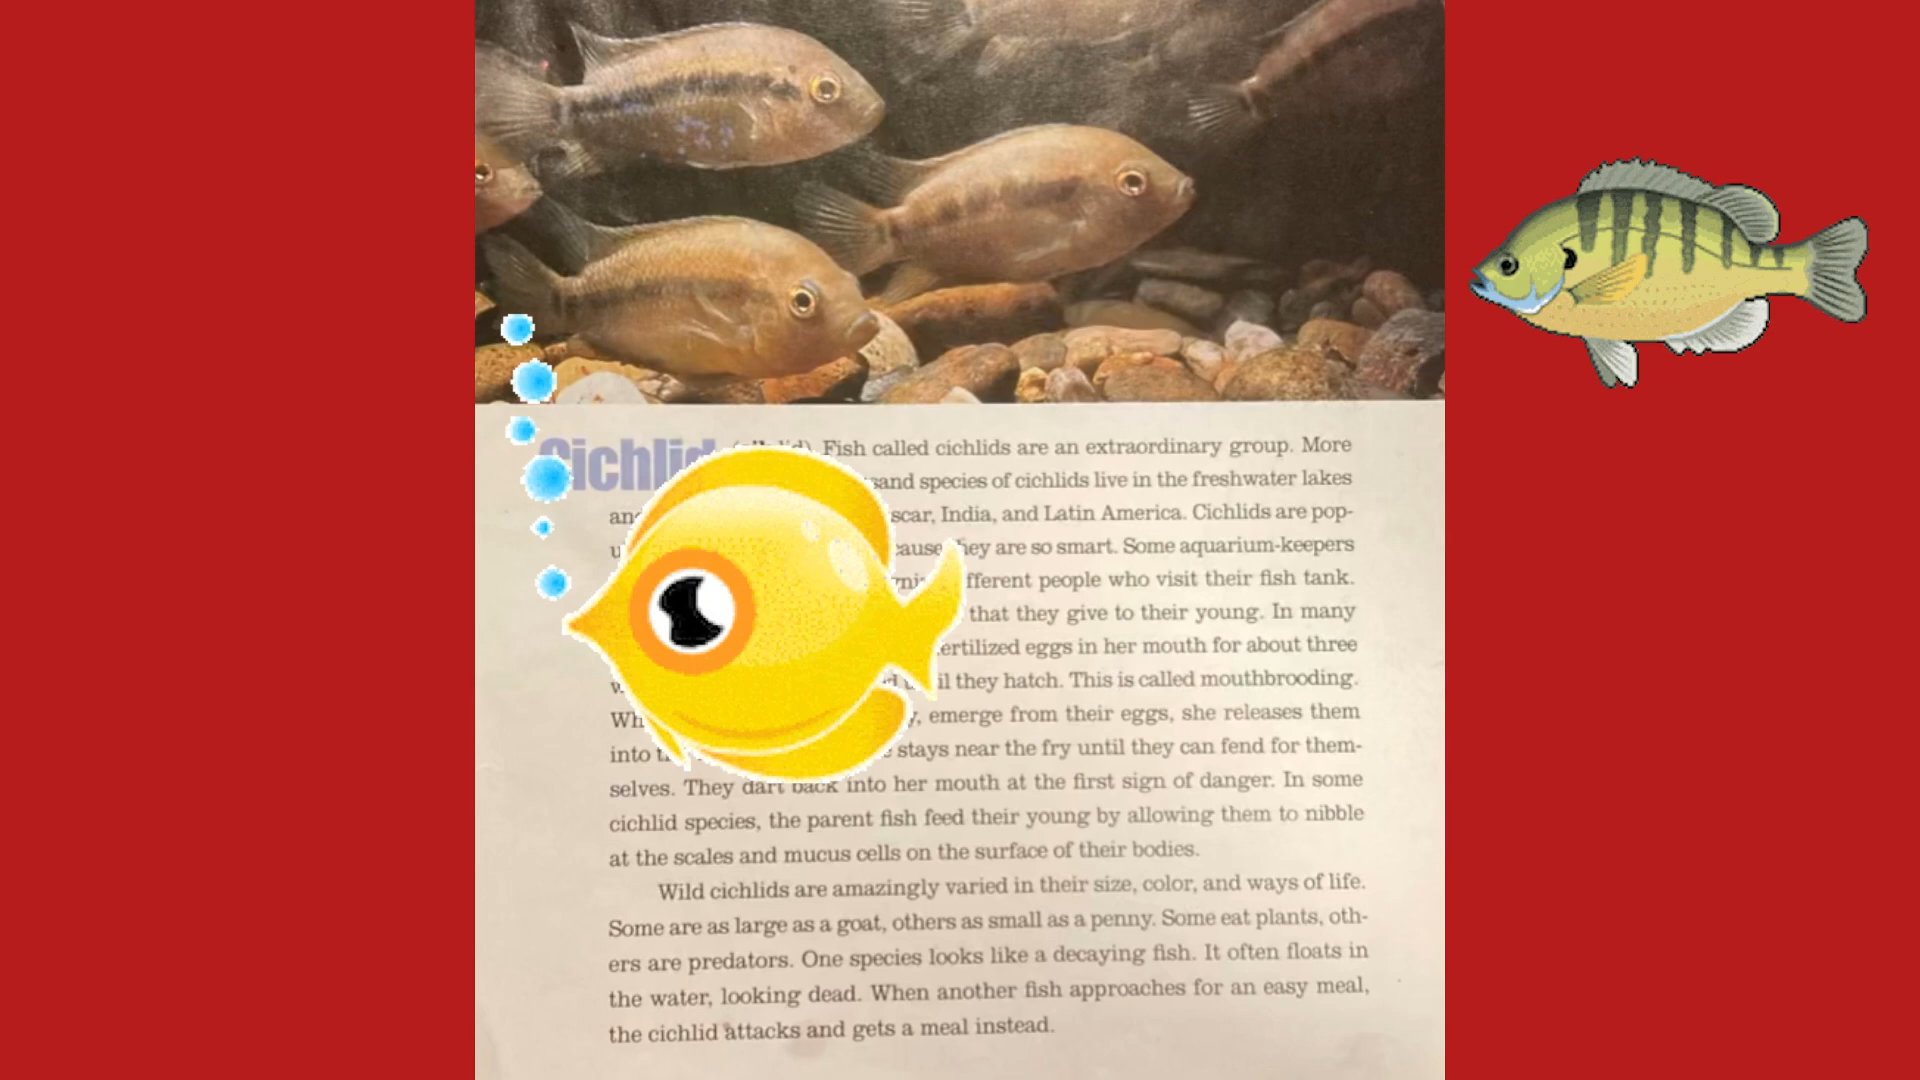 Cichlid Fish called cichlids are an extraordinary group. More
species of cichlids live in the freshwater lakes
India, and Latin America. Cichlids are pop-
they are so smart. Some aquarium-keepers
different people who visit their fish tank.
that they give to their young. In many
fertilized eggs in her mouth for about three
they hatch. This is called mouthbrooding.
emerge from their eggs, she releases them
into stays near the fry until they can fend for them-
selves. They dart back into her mouth at the first sign of danger. In some
cichlid species, the parent fish feed their young by allowing them to nibble
at the scales and mucus cells on the surface of their bodies.
Wild cichlids are amazingly varied in their size, color, and ways of life.
Some are as large as a goat, others as small as a penny. Some eat plants, oth-
ers are predators. One species looks like a decaying fish. It often floats in
the water, looking dead. When another fish approaches for an easy meal,
the cichlid attacks and gets a meal instead.